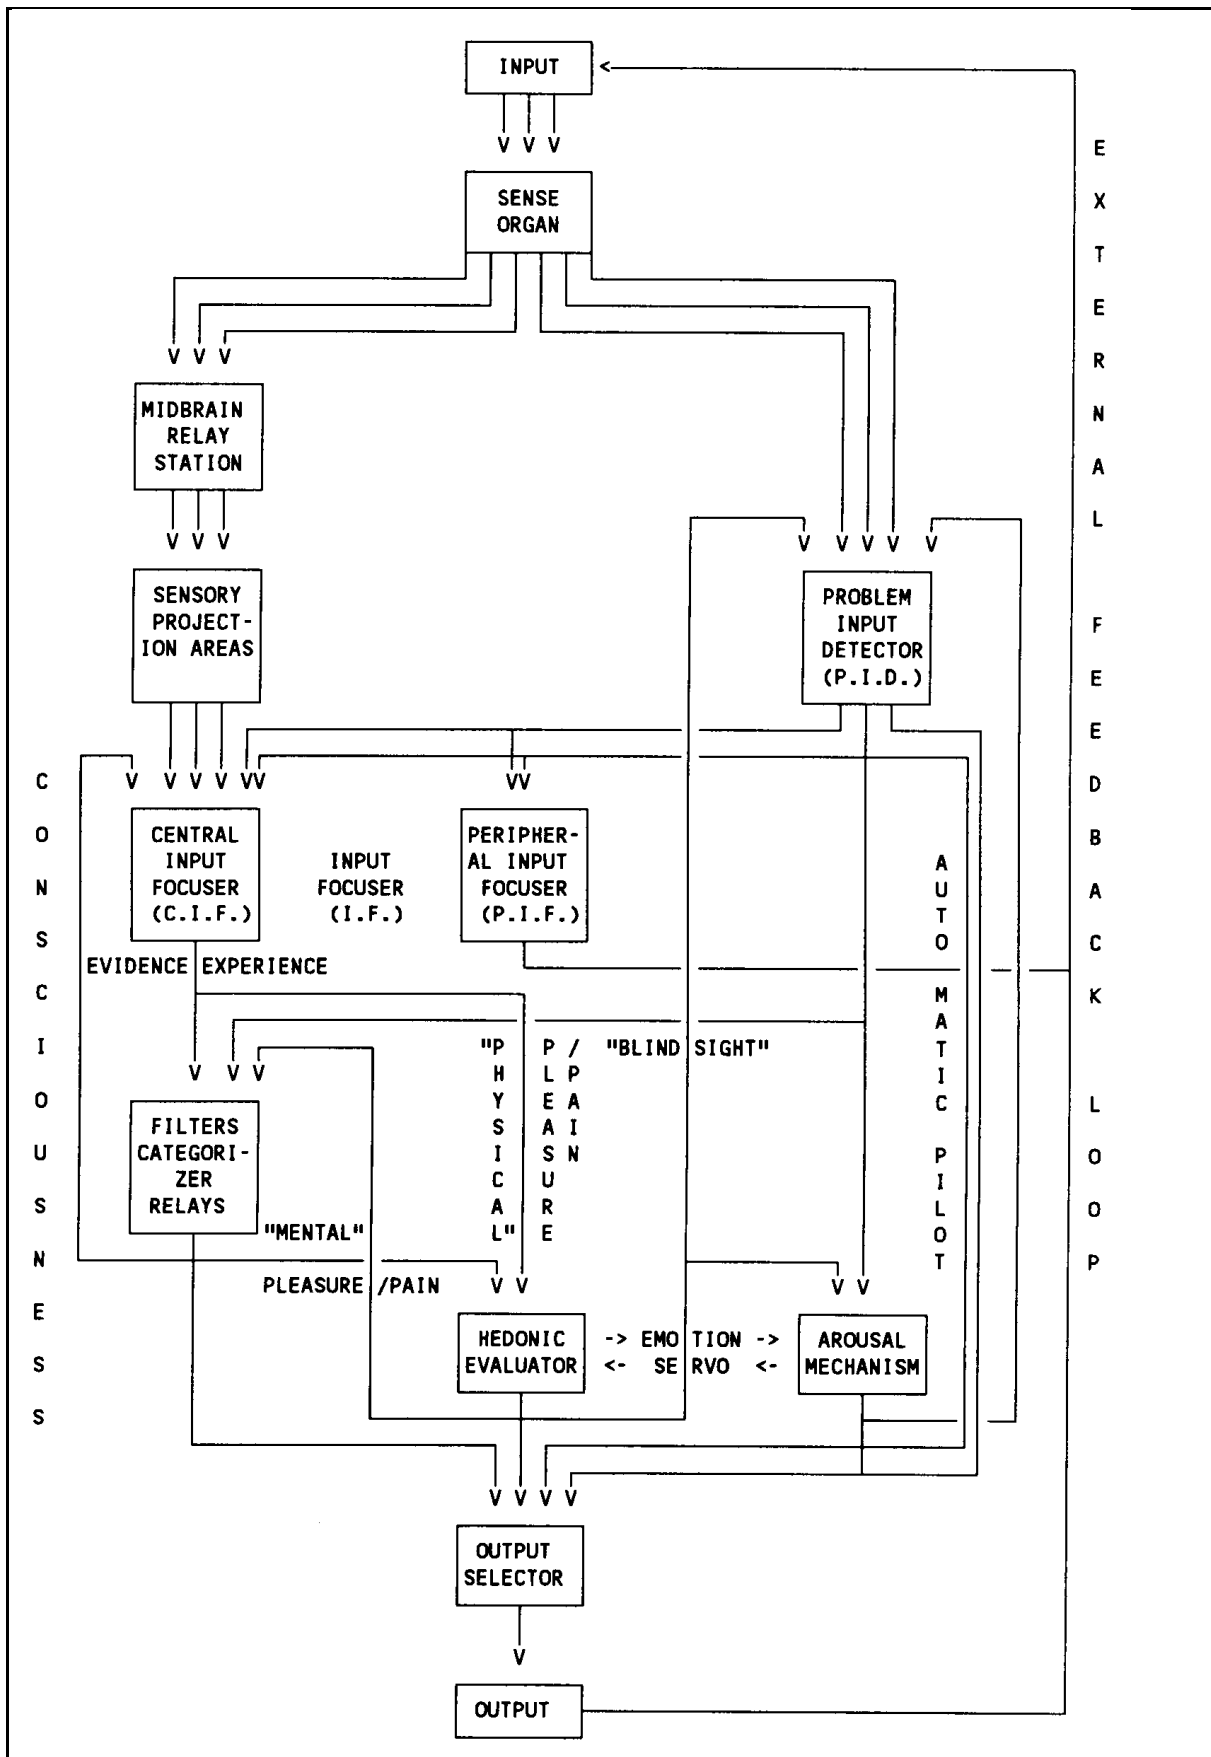 INPUT
SENSE
ORGAN
MIDBRAIN
RELAY
STATION
SENSORY
PROJECT-
ION AREAS
PROBLEM
INPUT
DETECTOR
(P.I.D.)
CENTRAL
INPUT
FOCUSER
(C.I.F.)
INPUT
FOCUSER
(I.F.)
PERIPHER-
AL INPUT
FOCUSER
(P.I.F.)
EVIDENCE EXPERIENCE
"PHYSICAL"
PLEASURE
/PAIN
"BLIND SIGHT"
AUTO MATIC PILOT
FILTERS
CATEGORI-
ZER
RELAYS
"MENTAL"
PLEASURE /PAIN
HEDONIC
EVALUATOR
-> EMOTION ->
<- SERVO <-
AROUSAL
MECHANISM
OUTPUT
SELECTOR
OUTPUT
CONSCIOUSNESS
EXTERNAL FEEDBACK LOOP